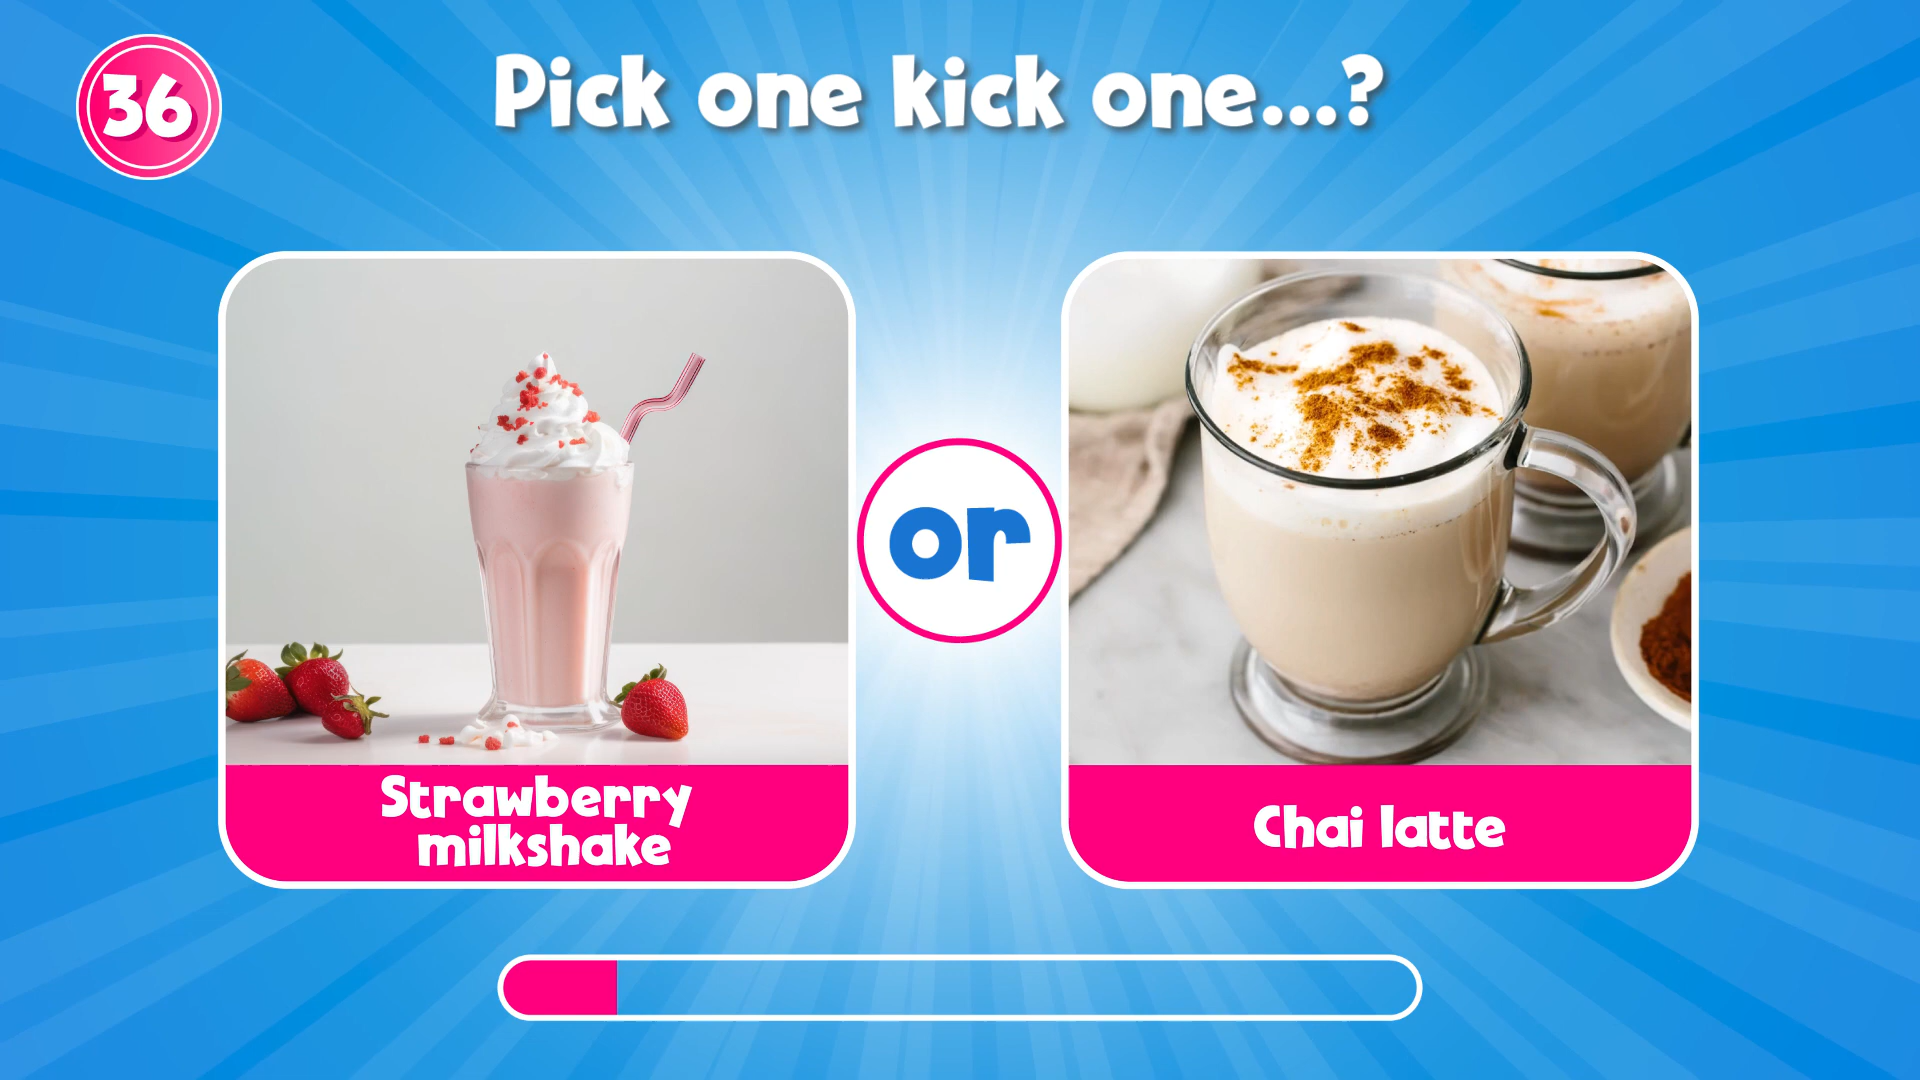 36
Pick one kick one...?
or
Strawberry
milkshake
Chai latte